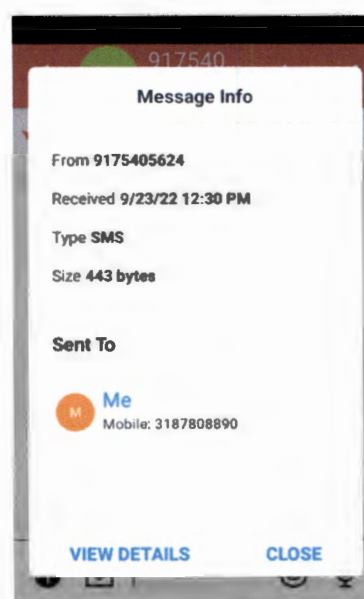 917540
Message Info
From 9175405624
Received 9/23/22 12:30 PM
Type SMS
Size 443 bytes
Sent To
M
Me
Mobile: 3187808890
VIEW DETAILS CLOSE